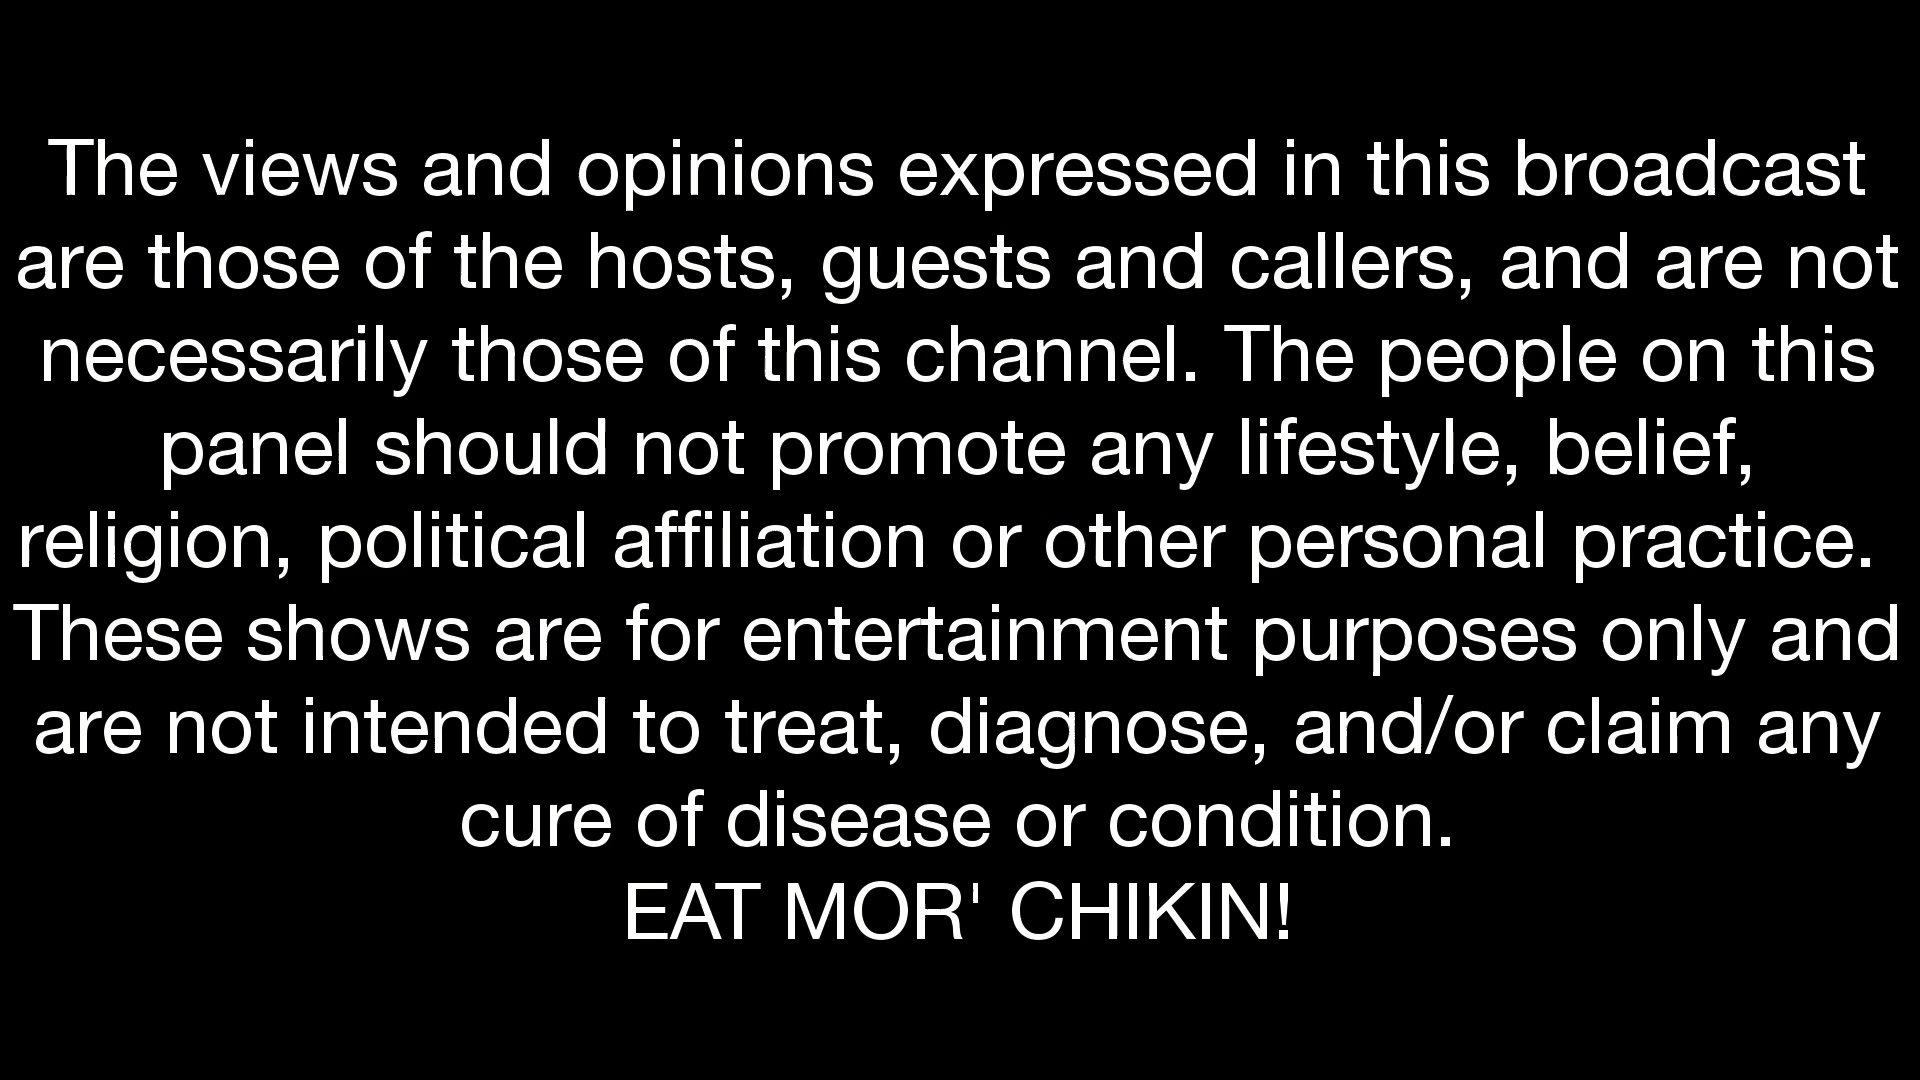 The views and opinions expressed in this broadcast
are those of the hosts, guests and callers, and are not
necessarily those of this channel. The people on this
panel should not promote any lifestyle, belief,
religion, political affiliation or other personal practice.
These shows are for entertainment purposes only and
are not intended to treat, diagnose, and/or claim any
cure of disease or condition.
EAT MOR' CHIKIN!